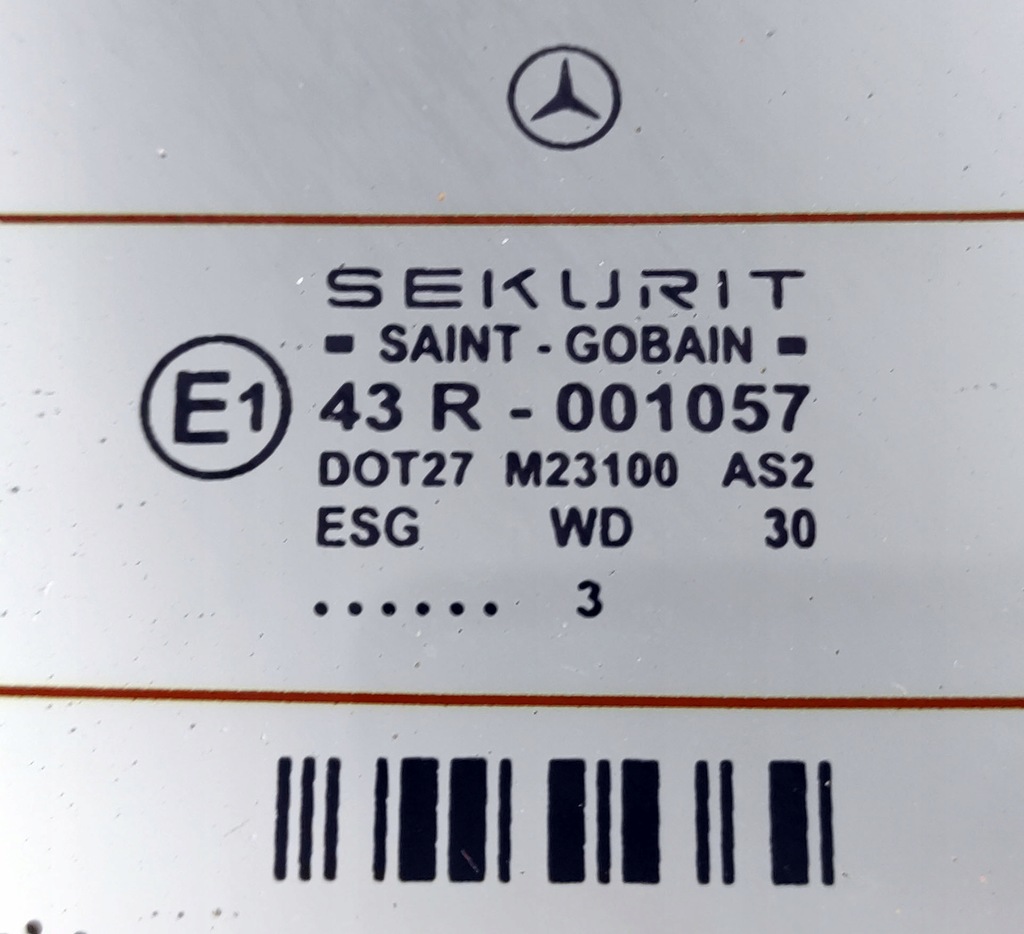 SEKURIT
- SAINT - GOBAIN -
E1 43 R - 001057
DOT27 M23100 AS2
ESG WD 30
...... 3